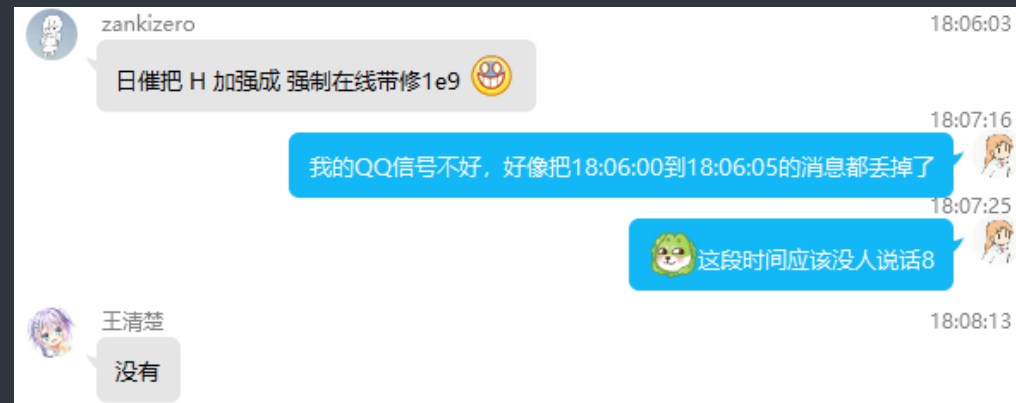 zankizero
18:06:03
日催把 H 加强成 强制在线带修1e9
18:07:16
我的QQ信号不好，好像把18:06:00到18:06:05的消息都丢掉了
18:07:25
这段时间应该没人说话8
王清楚
18:08:13
没有